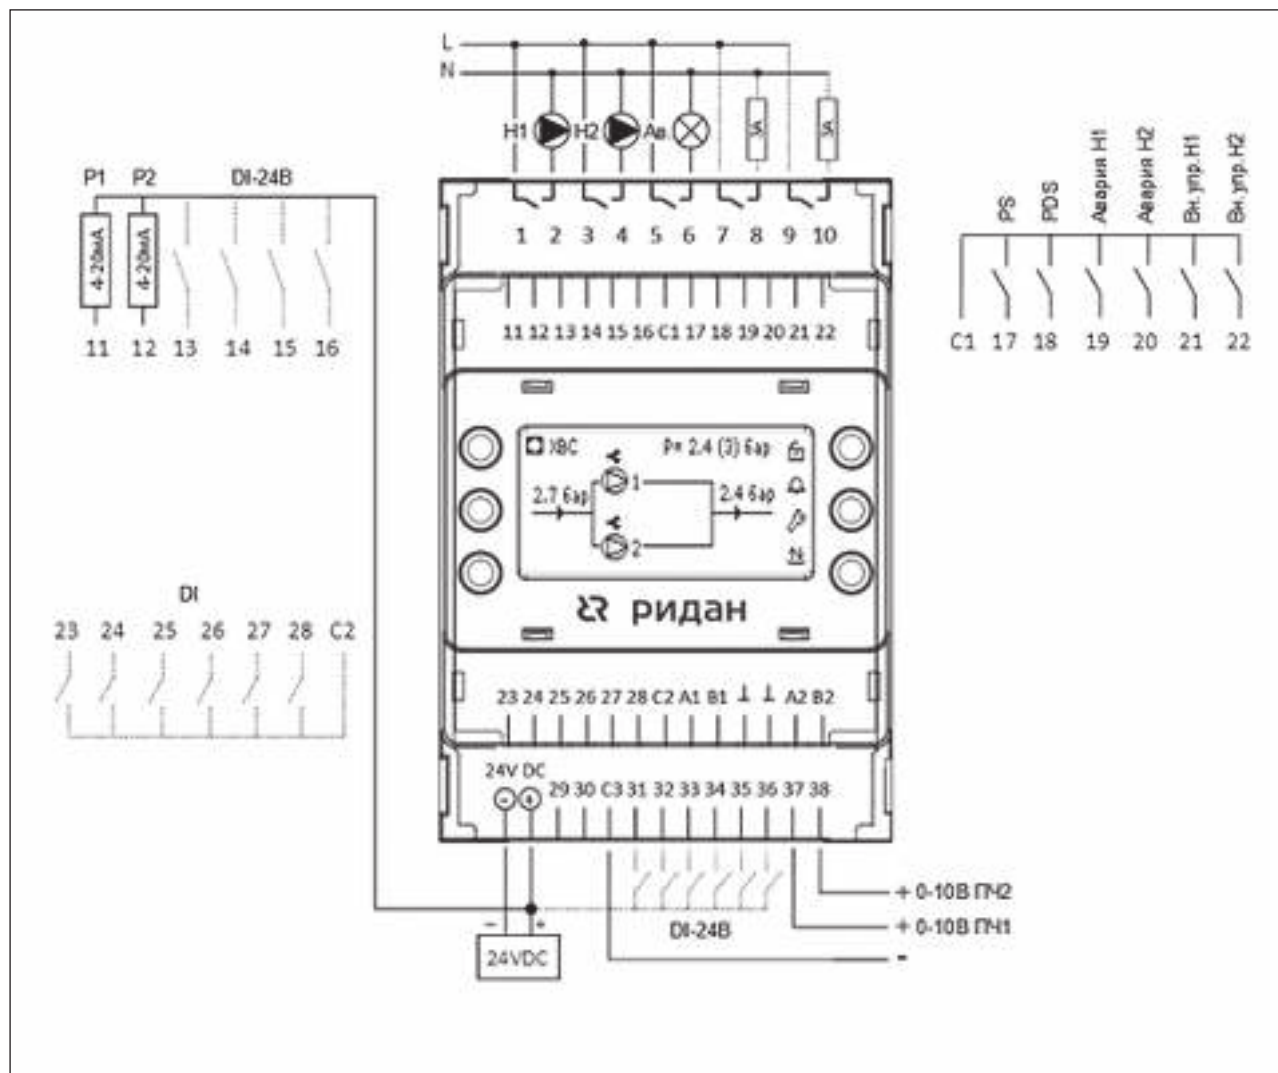 L
N
H1 H2 Ав.
3А 3А
P1 P2 DI-24В
4-20мА 4-20мА
11 12 13 14 15 16
1 2 3 4 5 6 7 8 9 10
11 12 13 14 15 16 C1 17 18 19 20 21 22
PS PDS Авария Н1 Авария Н2 Вн.упр.Н1 Вн.упр.Н2
C1 17 18 19 20 21 22
ХВС P= 2.4 (3) бар
2.7 бар 1 2.4 бар
2
ридан
DI
23 24 25 26 27 28 C2
23 24 25 26 27 28 C2 A1 B1 ⊥ ⊥ A2 B2
24V DC
- +
29 30 C3 31 32 33 34 35 36 37 38
DI-24В
- +
24VDC
+ 0-10В ПЧ2
+ 0-10В ПЧ1
-